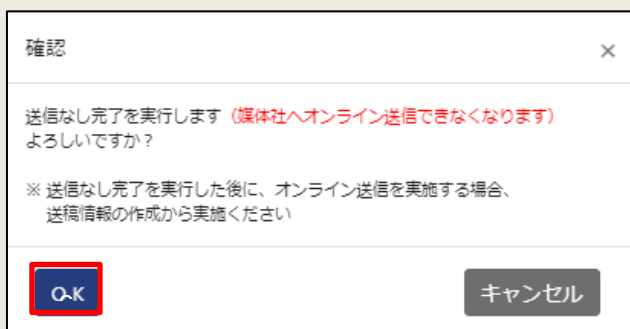 確認
×
送信なし完了を実行します（媒体社へオンライン送信できなくなります）
よろしいですか？
※ 送信なし完了を実行した後に、オンライン送信を実施する場合、
送稿情報の作成から実施ください
OK
キャンセル